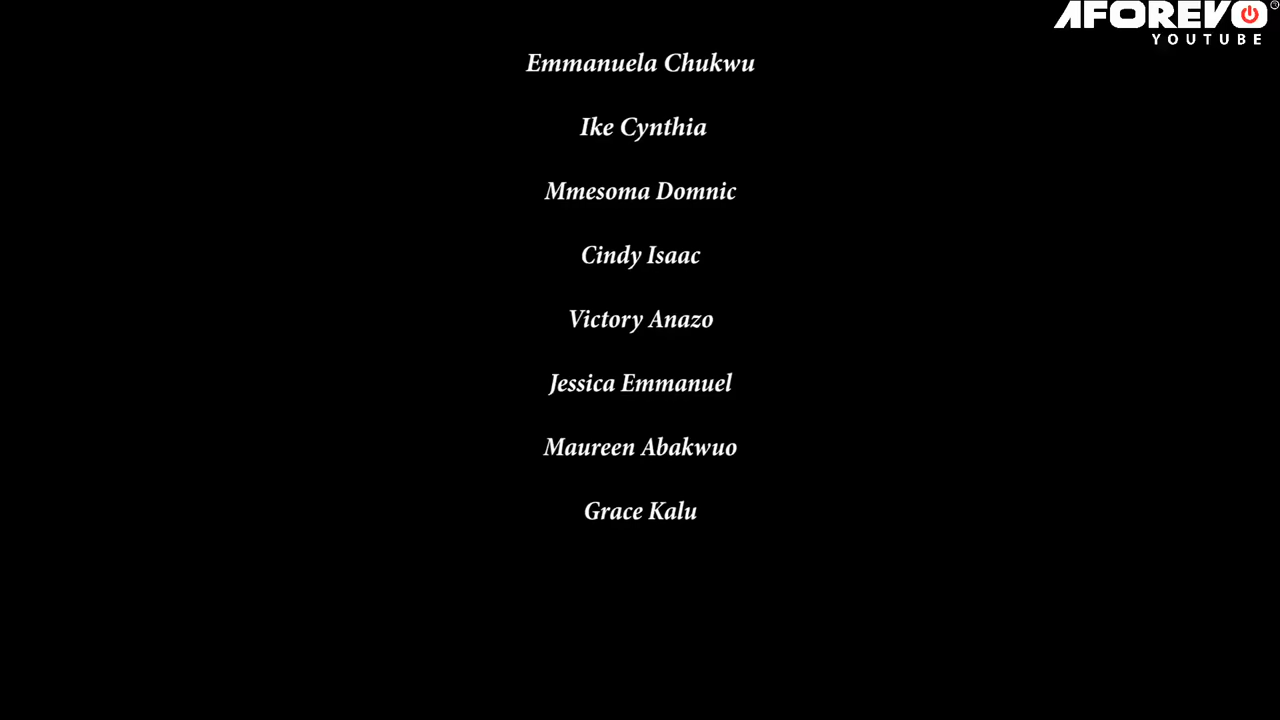 AFOREVO
YOUTUBE
Emmanuela Chukwu
Ike Cynthia
Mmesoma Domnic
Cindy Isaac
Victory Anazo
Jessica Emmanuel
Maureen Abakwuo
Grace Kalu